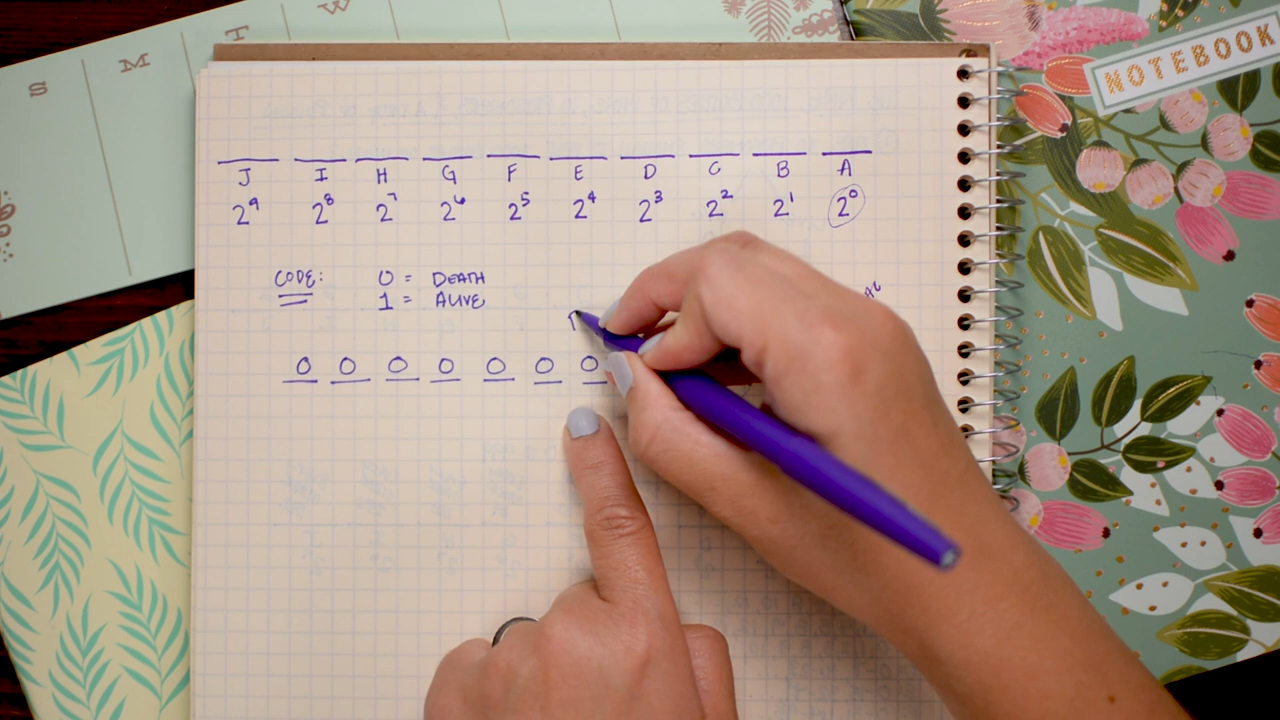 S M T W
NOTEBOOK
J I H G F E D C B A
2⁹ 2⁸ 2⁷ 2⁶ 2⁵ 2⁴ 2³ 2² 2¹ 2⁰
CODE: 0 = DEATH
1 = ALIVE
0 0 0 0 0 0 0